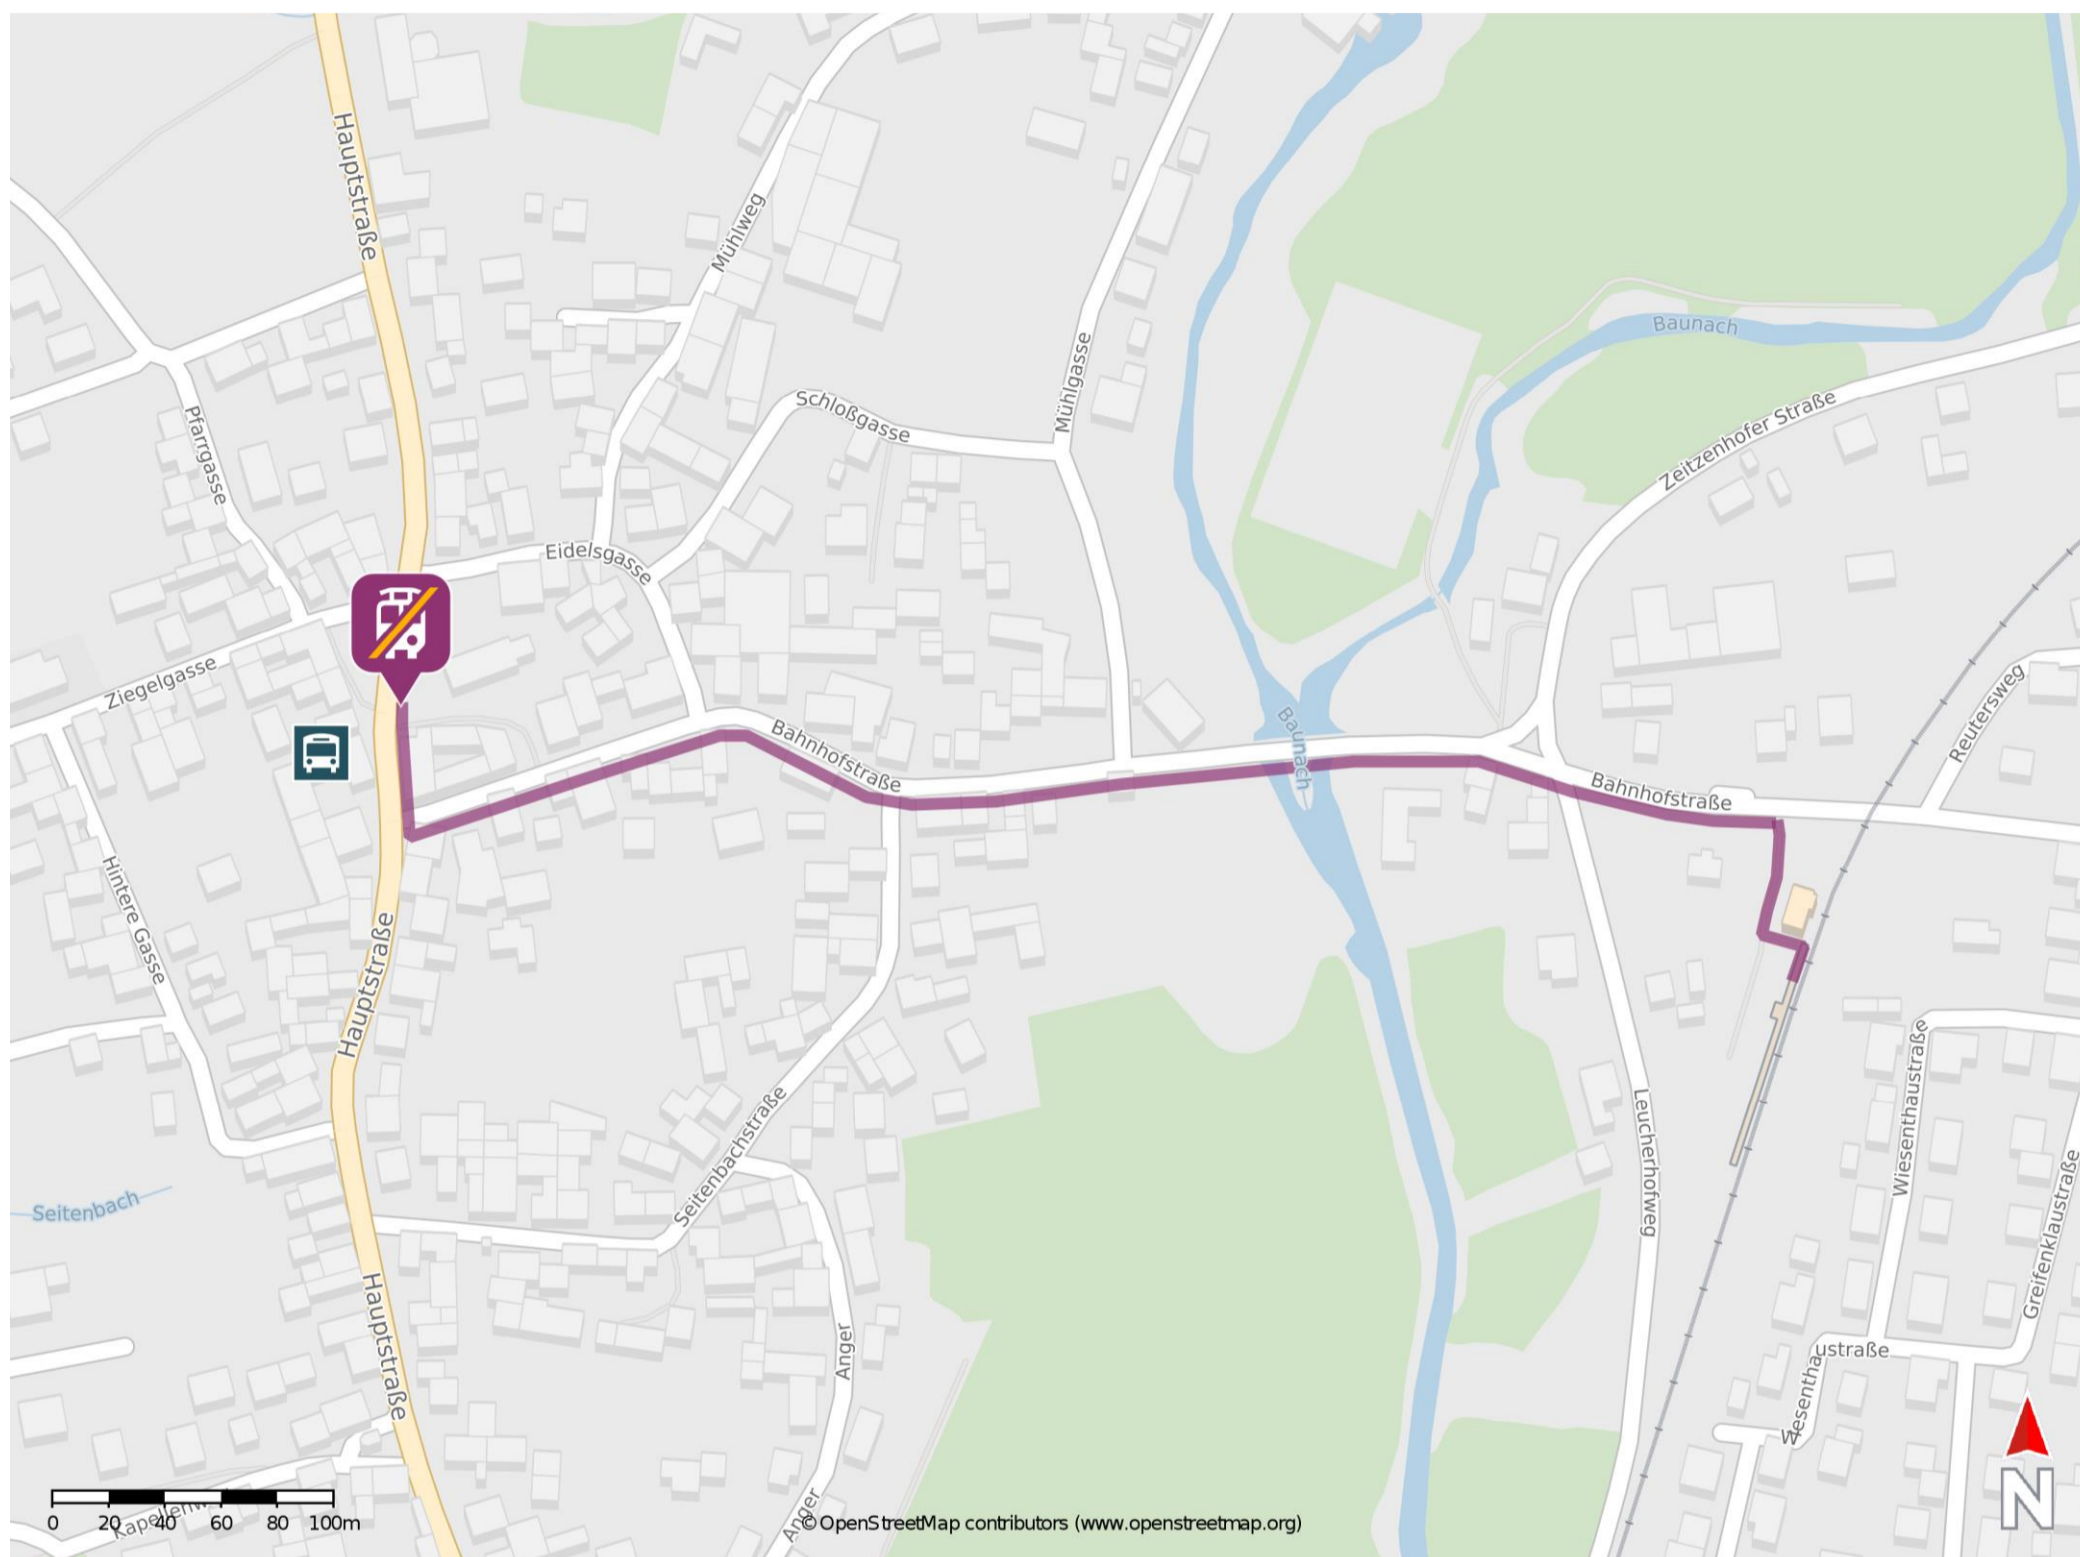 Hauptstraße
Mühlweg
Mühlgasse
Baunach
Schloßgasse
Zeitzenhofer Straße
Pfarrgasse
Eidelsgasse
Ziegelgasse
Reutersweg
Bahnhofstraße
Baunach
Bahnhofstraße
Hintere Gasse
Hauptstraße
Wiesenthaustraße
Seitenbachstraße
Leucherhofweg
Seitenbach
Greifenklaustraße
Hauptstraße
Anger
Wiesenthaustraße
N
0 20 40 60 80 100m
Anger
©OpenStreetMap contributors (www.openstreetmap.org)